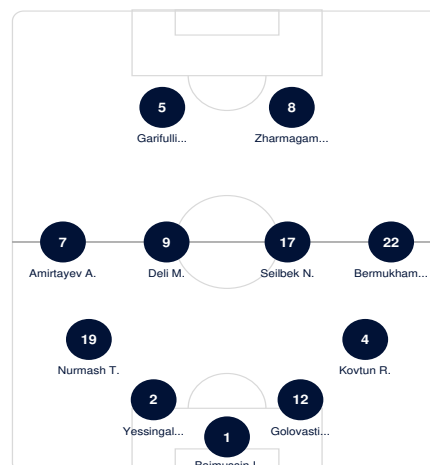 5 8
Garifulli... Zharmagam...
7 9 17 22
Amirtayev A. Deli M. Seilbek N. Bermukham...
19 4
Nurmash T. Kovtun R.
2 12
Yessingal... Golovasti...
1